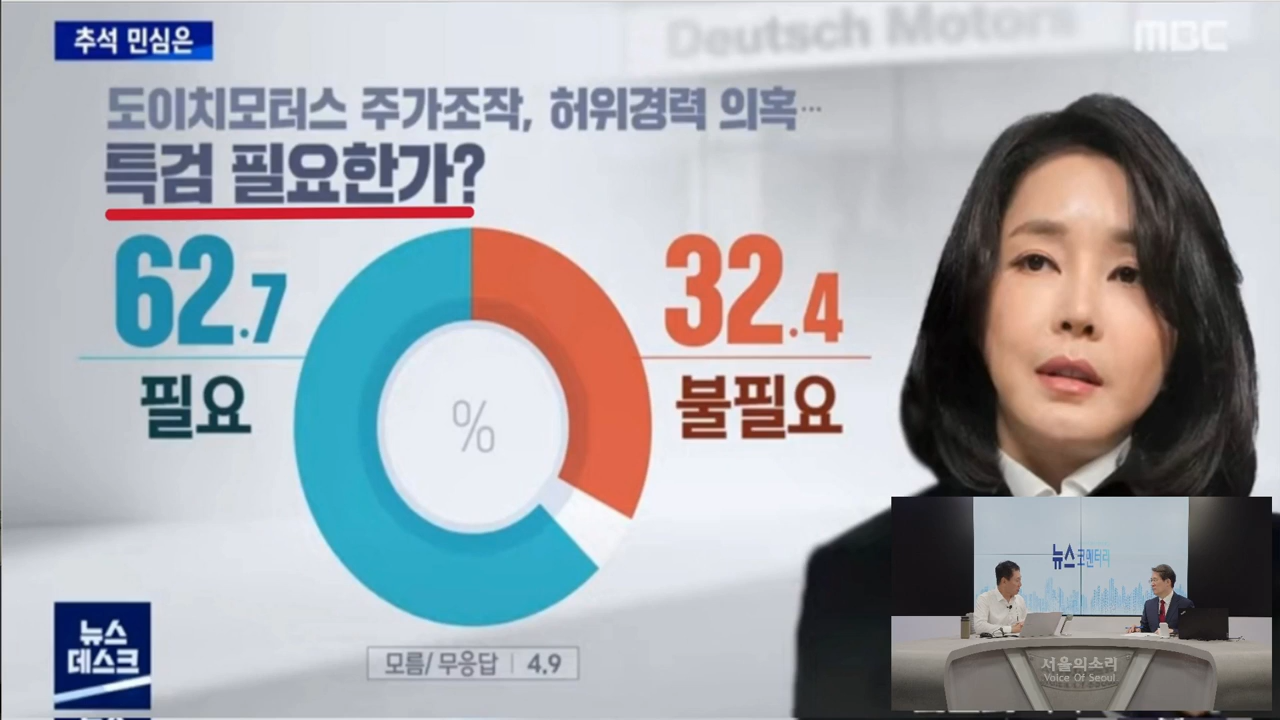 추석 민심은
Deutsch Motors
MBC
도이치모터스 주가조작, 허위경력 의혹…
특검 필요한가?
62.7
32.4
필요
불필요
%
모름/무응답 | 4.9
뉴스
데스크
뉴스 코멘터리
서울의소리
Voice Of Seoul